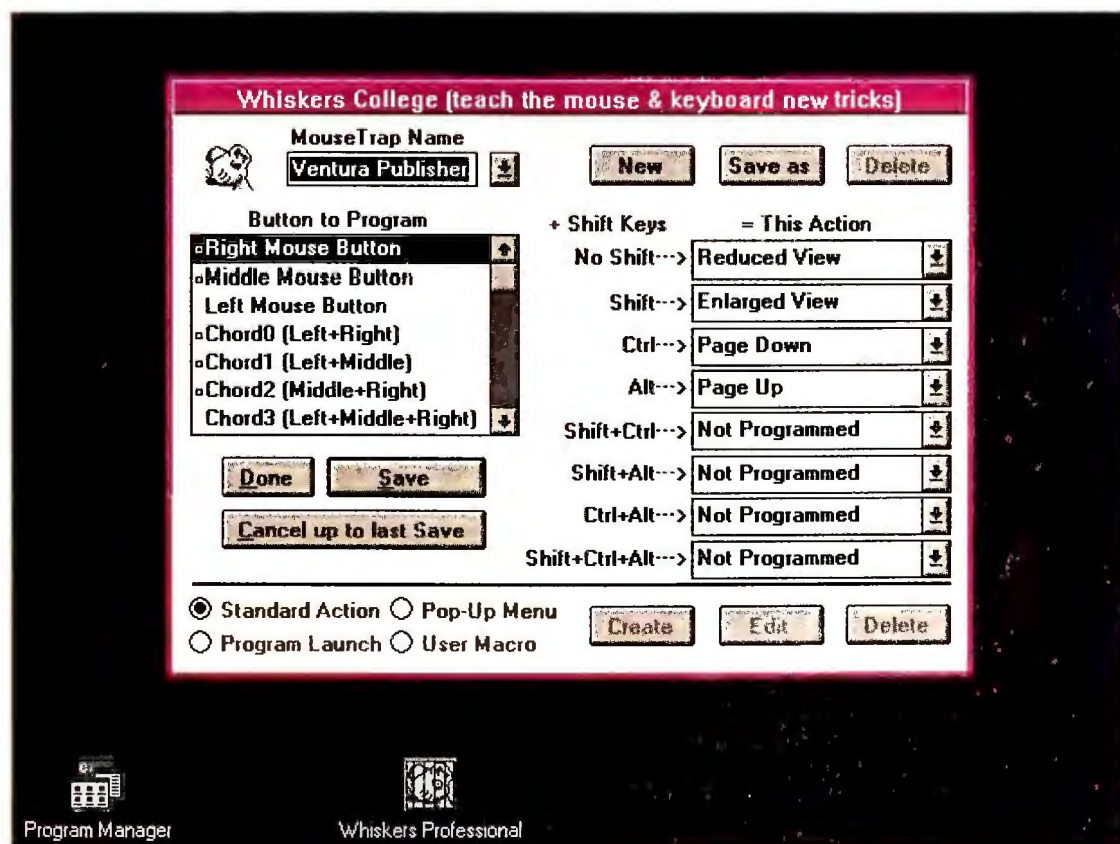 Whiskers College (teach the mouse & keyboard new tricks)
MouseTrap Name
Ventura Publisher
New
Save as
Delete
Button to Program
Right Mouse Button
Middle Mouse Button
Left Mouse Button
Chord0 (Left+Right)
Chord1 (Left+Middle)
Chord2 (Middle+Right)
Chord3 (Left+Middle+Right)
Done
Save
Cancel up to last Save
+ Shift Keys = This Action
No Shift---> Reduced View
Shift---> Enlarged View
Ctrl---> Page Down
Alt---> Page Up
Shift+Ctrl---> Not Programmed
Shift+Alt---> Not Programmed
Ctrl+Alt---> Not Programmed
Shift+Ctrl+Alt---> Not Programmed
Standard Action
Pop-Up Menu
Program Launch
User Macro
Create
Edit
Delete
Program Manager
Whiskers Professional